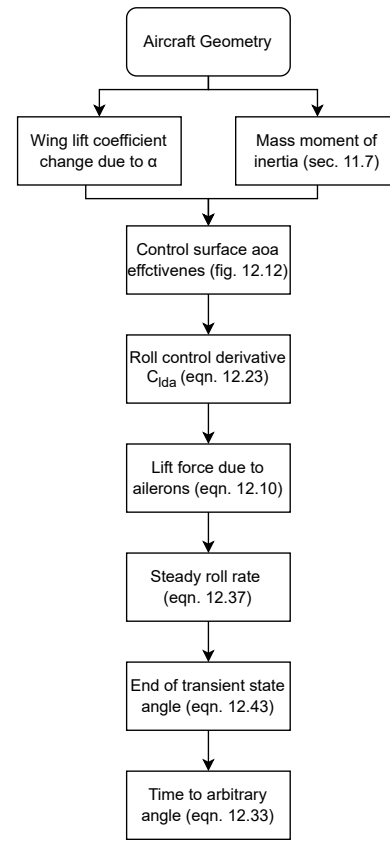 Aircraft Geometry
Wing lift coefficient
change due to α
Mass moment of
inertia (sec. 11.7)
Control surface aoa
effctivenes (fig. 12.12)
Roll control derivative
Clda (eqn. 12.23)
Lift force due to
ailerons (eqn. 12.10)
Steady roll rate
(eqn. 12.37)
End of transient state
angle (eqn. 12.43)
Time to arbitrary
angle (eqn. 12.33)